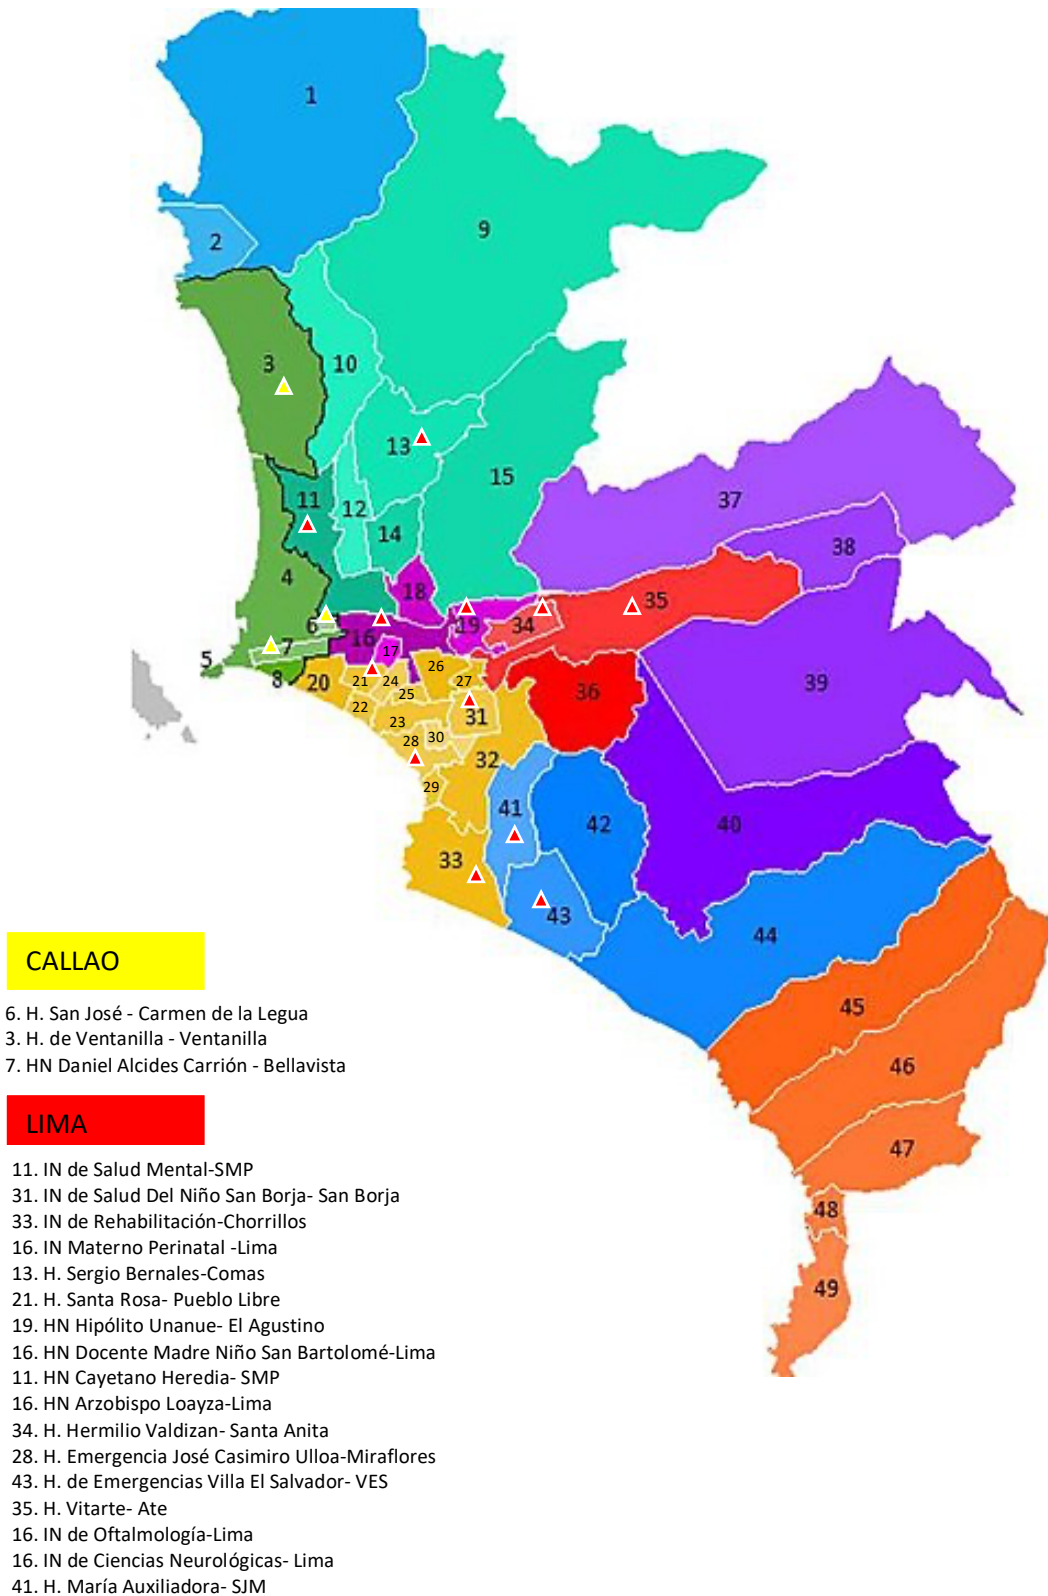 1
2
9
3
10
13
15
11
12
14
37
38
4
18
35
6
16
19
34
17
7
5
8
20
21
24
26
27
25
36
39
22
23
31
28
30
32
29
41
42
40
33
43
44
45
46
47
48
49
CALLAO
6. H. San José - Carmen de la Legua
3. H. de Ventanilla - Ventanilla
7. HN Daniel Alcides Carrión - Bellavista
LIMA
11. IN de Salud Mental-SMP
31. IN de Salud Del Niño San Borja- San Borja
33. IN de Rehabilitación-Chorrillos
16. IN Materno Perinatal -Lima
13. H. Sergio Bernales-Comas
21. H. Santa Rosa- Pueblo Libre
19. HN Hipólito Unanue- El Agustino
16. HN Docente Madre Niño San Bartolomé-Lima
11. HN Cayetano Heredia- SMP
16. HN Arzobispo Loayza-Lima
34. H. Hermilio Valdizan- Santa Anita
28. H. Emergencia José Casimiro Ulloa-Miraflores
43. H. de Emergencias Villa El Salvador- VES
35. H. Vitarte- Ate
16. IN de Oftalmología-Lima
16. IN de Ciencias Neurológicas- Lima
41. H. María Auxiliadora- SJM